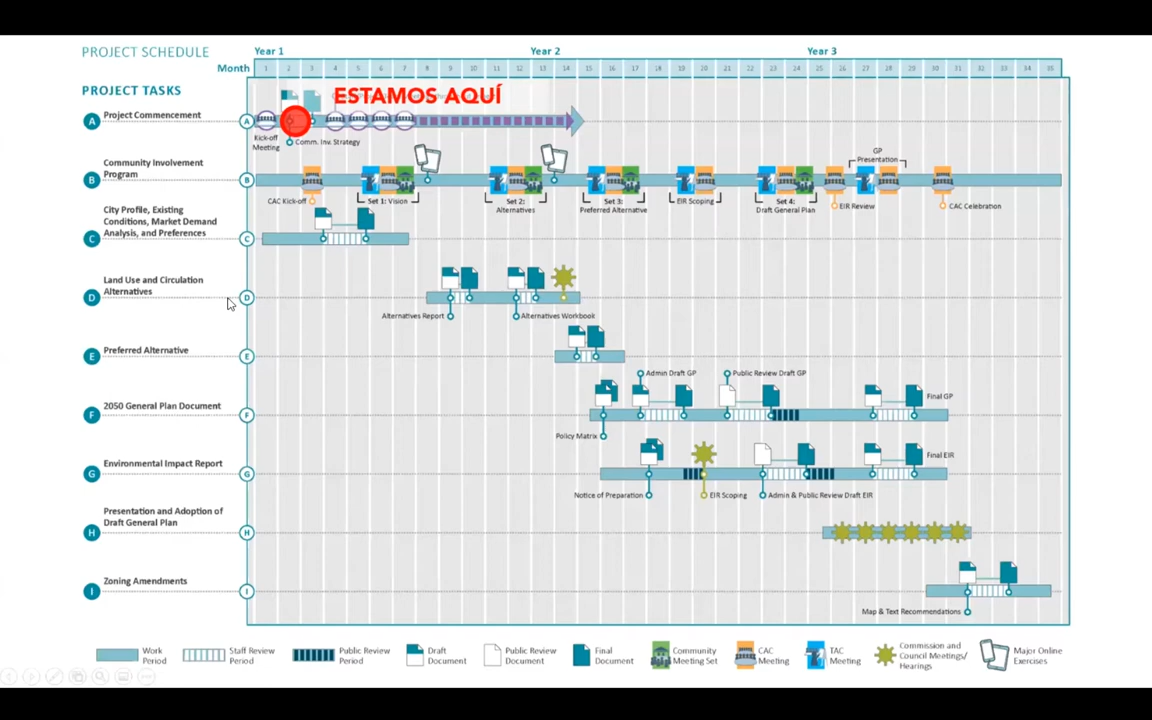 PROJECT SCHEDULE
Year 1
Year 2
Year 3
Month
1 2 3 4 5 6 7 8 9 10 11 12 13 14 15 16 17 18 19 20 21 22 23 24 25 26 27 28 29 30 31 32 33 34 35
PROJECT TASKS
ESTAMOS AQUÍ
A
Project Commencement
A
Kick-off
Meeting
Comm. Inv. Strategy
GP
Presentation
B
Community Involvement
Program
B
CAC Kick-off
Set 1: Vision
Set 2:
Alternatives
Set 3:
Preferred Alternative
EIR Scoping
Set 4:
Draft General Plan
EIR Review
CAC Celebration
C
City Profile, Existing
Conditions, Market Demand
Analysis, and Preferences
C
D
Land Use and Circulation
Alternatives
D
Alternatives Report
Alternatives Workbook
E
Preferred Alternative
E
Admin Draft GP
Public Review Draft GP
F
2050 General Plan Document
F
Final GP
Policy Matrix
G
Environmental Impact Report
G
Final EIR
Notice of Preparation
EIR Scoping
Admin & Public Review Draft EIR
H
Presentation and Adoption of
Draft General Plan
H
I
Zoning Amendments
I
Map & Text Recommendations
Work
Period
Staff Review
Period
Public Review
Period
Draft
Document
Public Review
Document
Final
Document
Community
Meeting Set
CAC
Meeting
TAC
Meeting
Commission and
Council Meetings/
Hearings
Major Online
Exercises